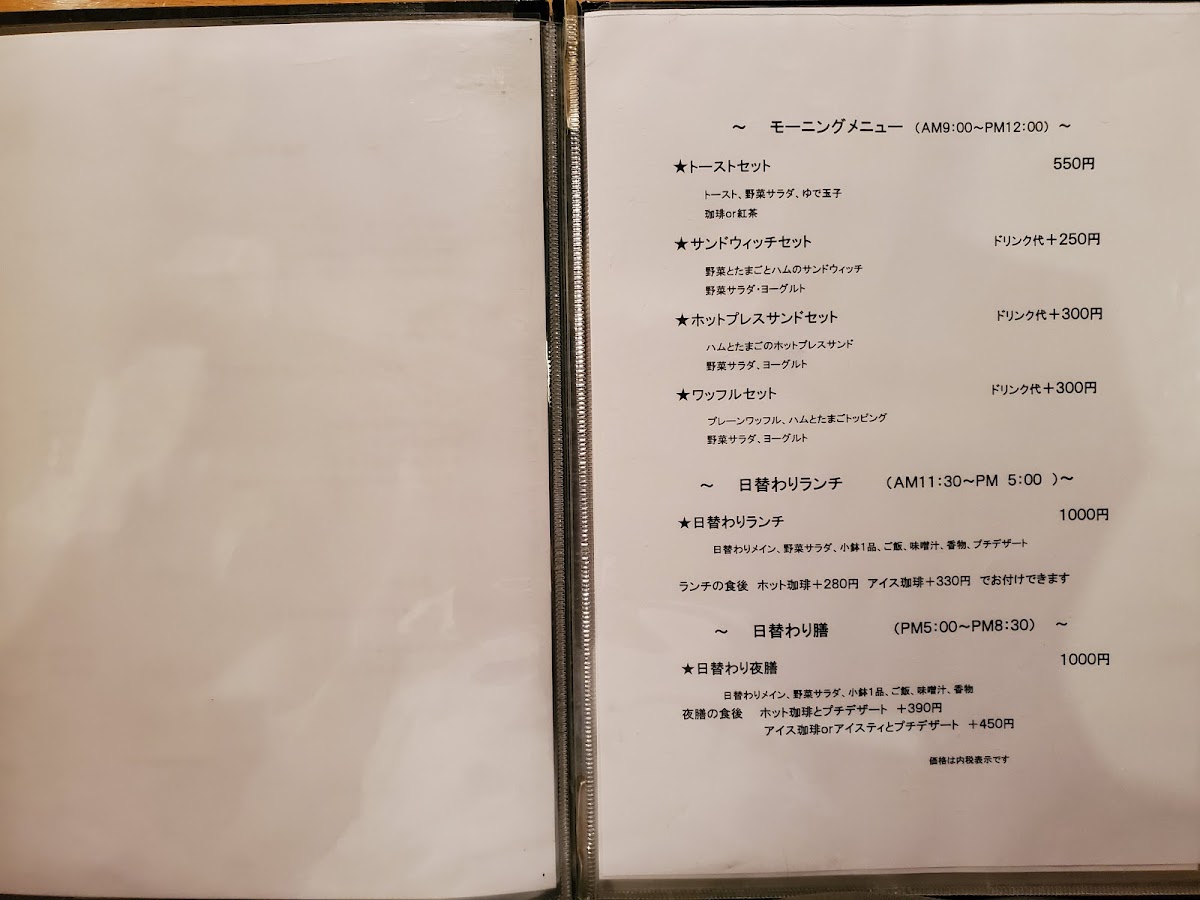 ～ モーニングメニュー （AM9:00～PM12:00） ～
★トーストセット 550円
トースト、野菜サラダ、ゆで玉子
珈琲or紅茶
★サンドウィッチセット ドリンク代＋250円
野菜とたまごとハムのサンドウィッチ
野菜サラダ・ヨーグルト
★ホットプレスサンドセット ドリンク代＋300円
ハムとたまごのホットプレスサンド
野菜サラダ、ヨーグルト
★ワッフルセット ドリンク代＋300円
プレーンワッフル、ハムとたまごトッピング
野菜サラダ、ヨーグルト
～ 日替わりランチ （AM11:30～PM 5:00 ）～
★日替わりランチ 1000円
日替わりメイン、野菜サラダ、小鉢1品、ご飯、味噌汁、香物、プチデザート
ランチの食後 ホット珈琲＋280円 アイス珈琲＋330円 でお付けできます
～ 日替わり膳 （PM5:00～PM8:30） ～
★日替わり夜膳 1000円
日替わりメイン、野菜サラダ、小鉢1品、ご飯、味噌汁、香物
夜膳の食後 ホット珈琲とプチデザート ＋390円
アイス珈琲orアイスティとプチデザート ＋450円
価格は内税表示です